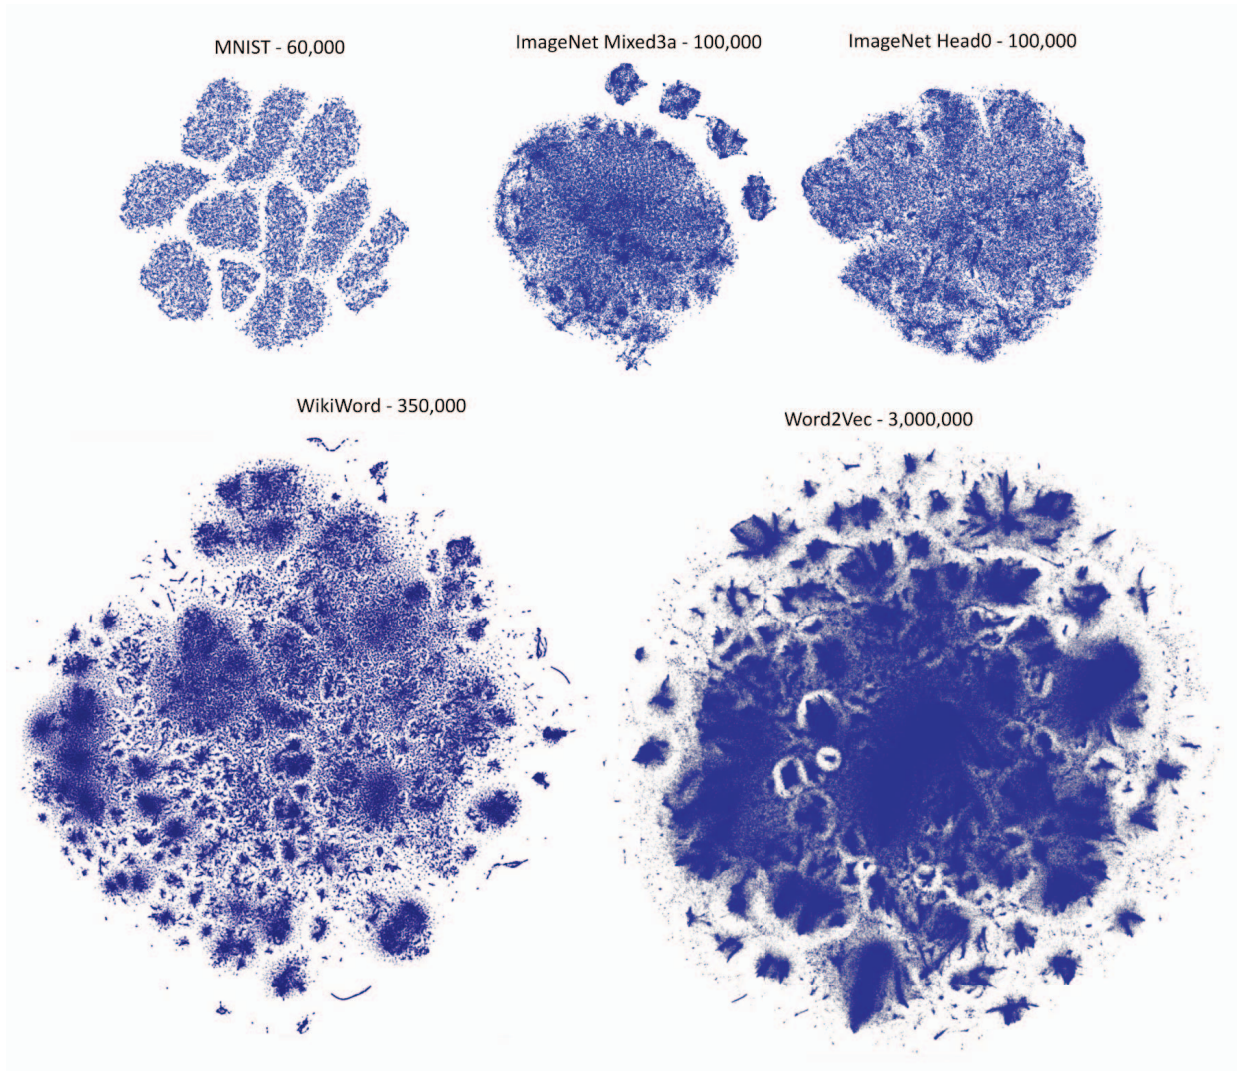 MNIST - 60,000
ImageNet Mixed3a - 100,000
ImageNet Head0 - 100,000
WikiWord - 350,000
Word2Vec - 3,000,000